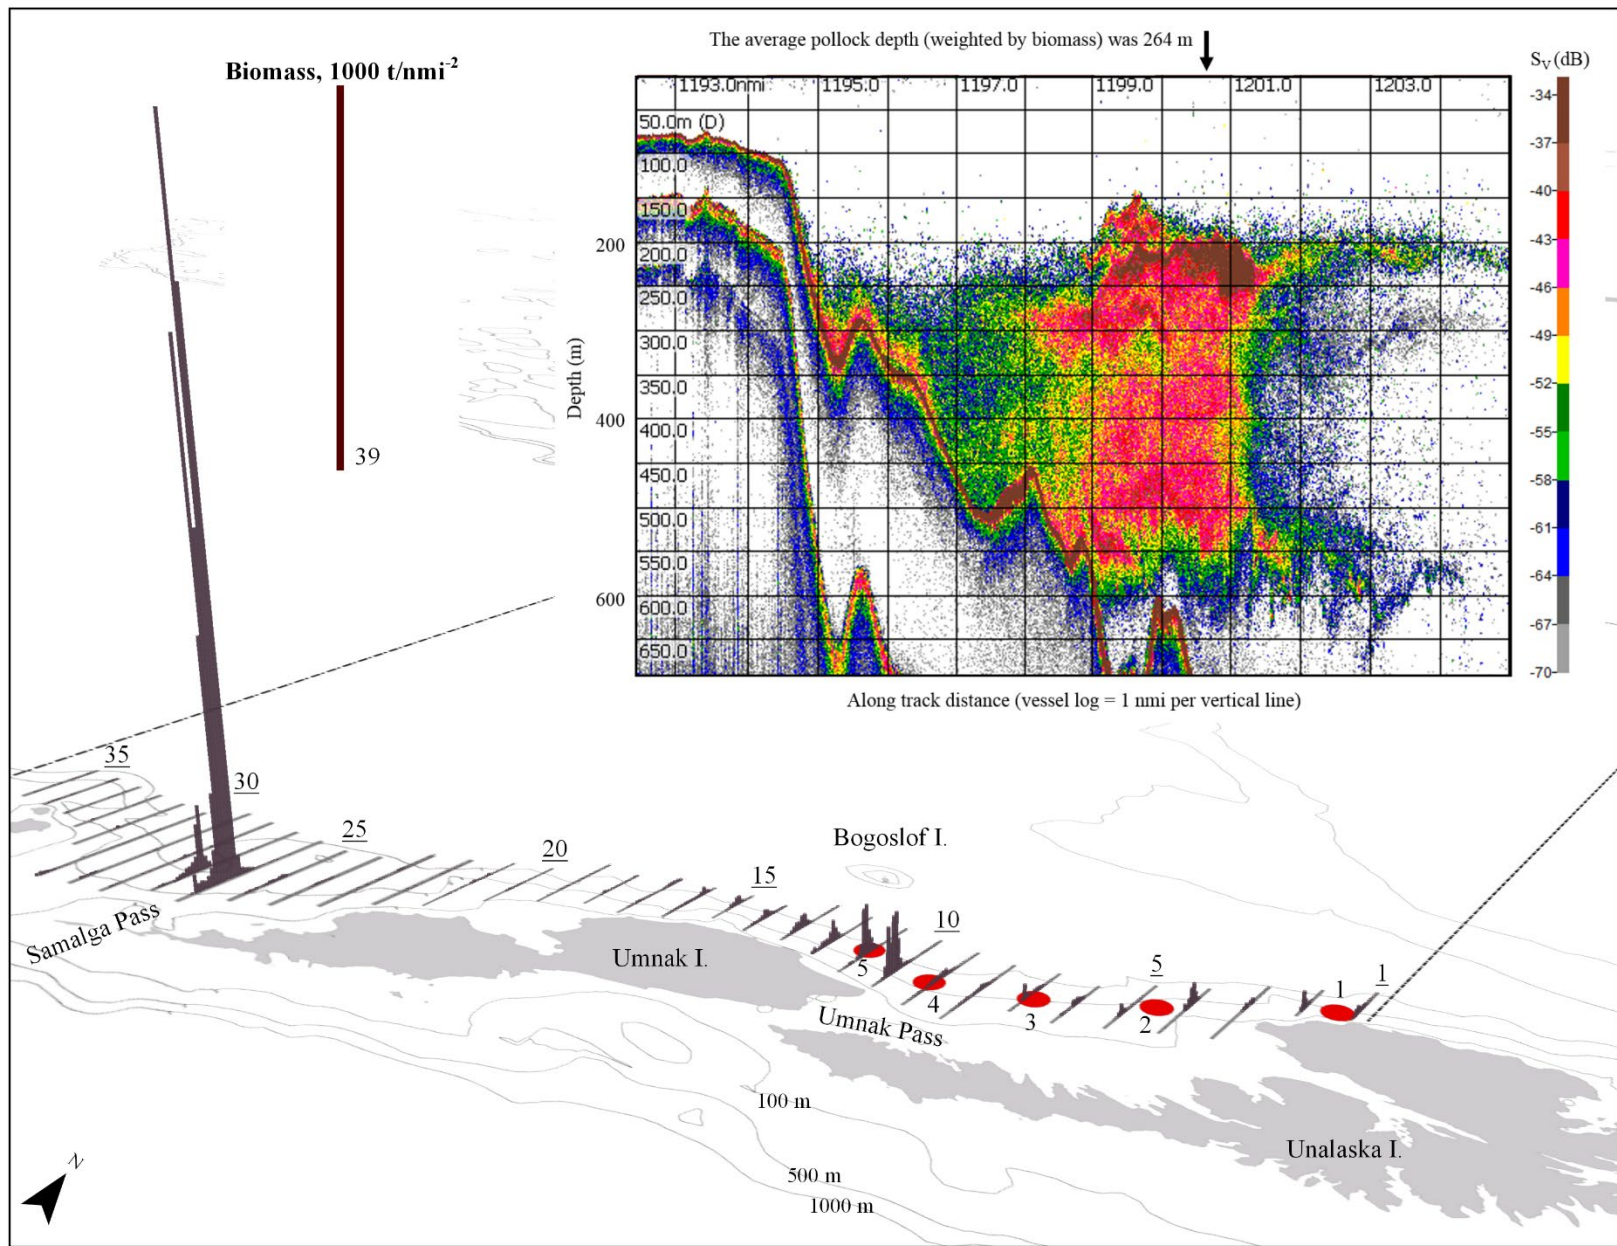 The average pollock depth (weighted by biomass) was 264 m
Biomass, 1000 t/nmi-2
39
SV (dB)
1193.0nmi 1195.0 1197.0 1199.0 1201.0 1203.0
50.0m (D)
100.0
150.0
200.0
250.0
300.0
350.0
400.0
450.0
500.0
550.0
600.0
650.0
200
400
600
Depth (m)
-34
-37
-40
-43
-46
-49
-52
-55
-58
-61
-64
-67
-70
Along track distance (vessel log = 1 nmi per vertical line)
35
30
25
20
15
10
5
1
Bogoslof I.
5
4
3
2
1
Samalga Pass
Umnak I.
Umnak Pass
Unalaska I.
100 m
500 m
1000 m
N